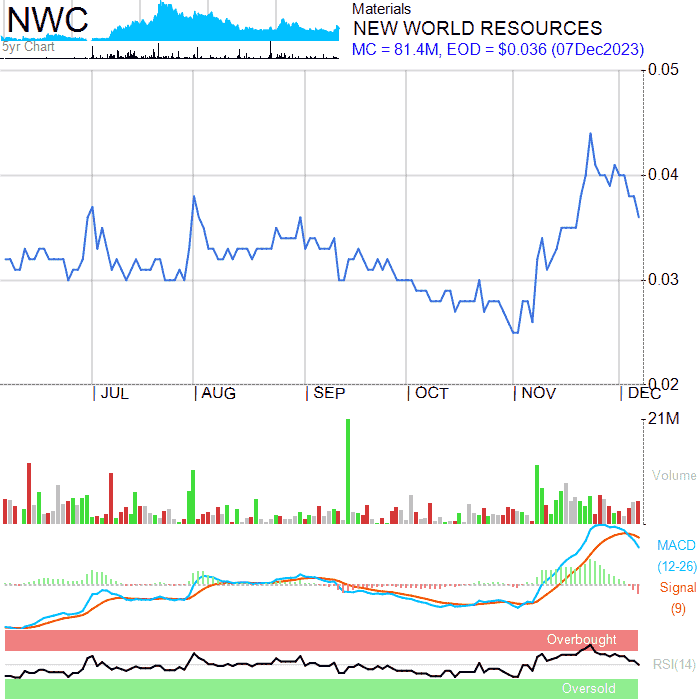 NWC
5yr Chart
Materials
NEW WORLD RESOURCES
MC = 81.4M, EOD = $0.036 (07Dec2023)
0.05
0.04
0.03
0.02
JUL AUG SEP OCT NOV DEC
21M
Volume
MACD
(12-26)
Signal
(9)
Overbought
RSI(14)
Oversold